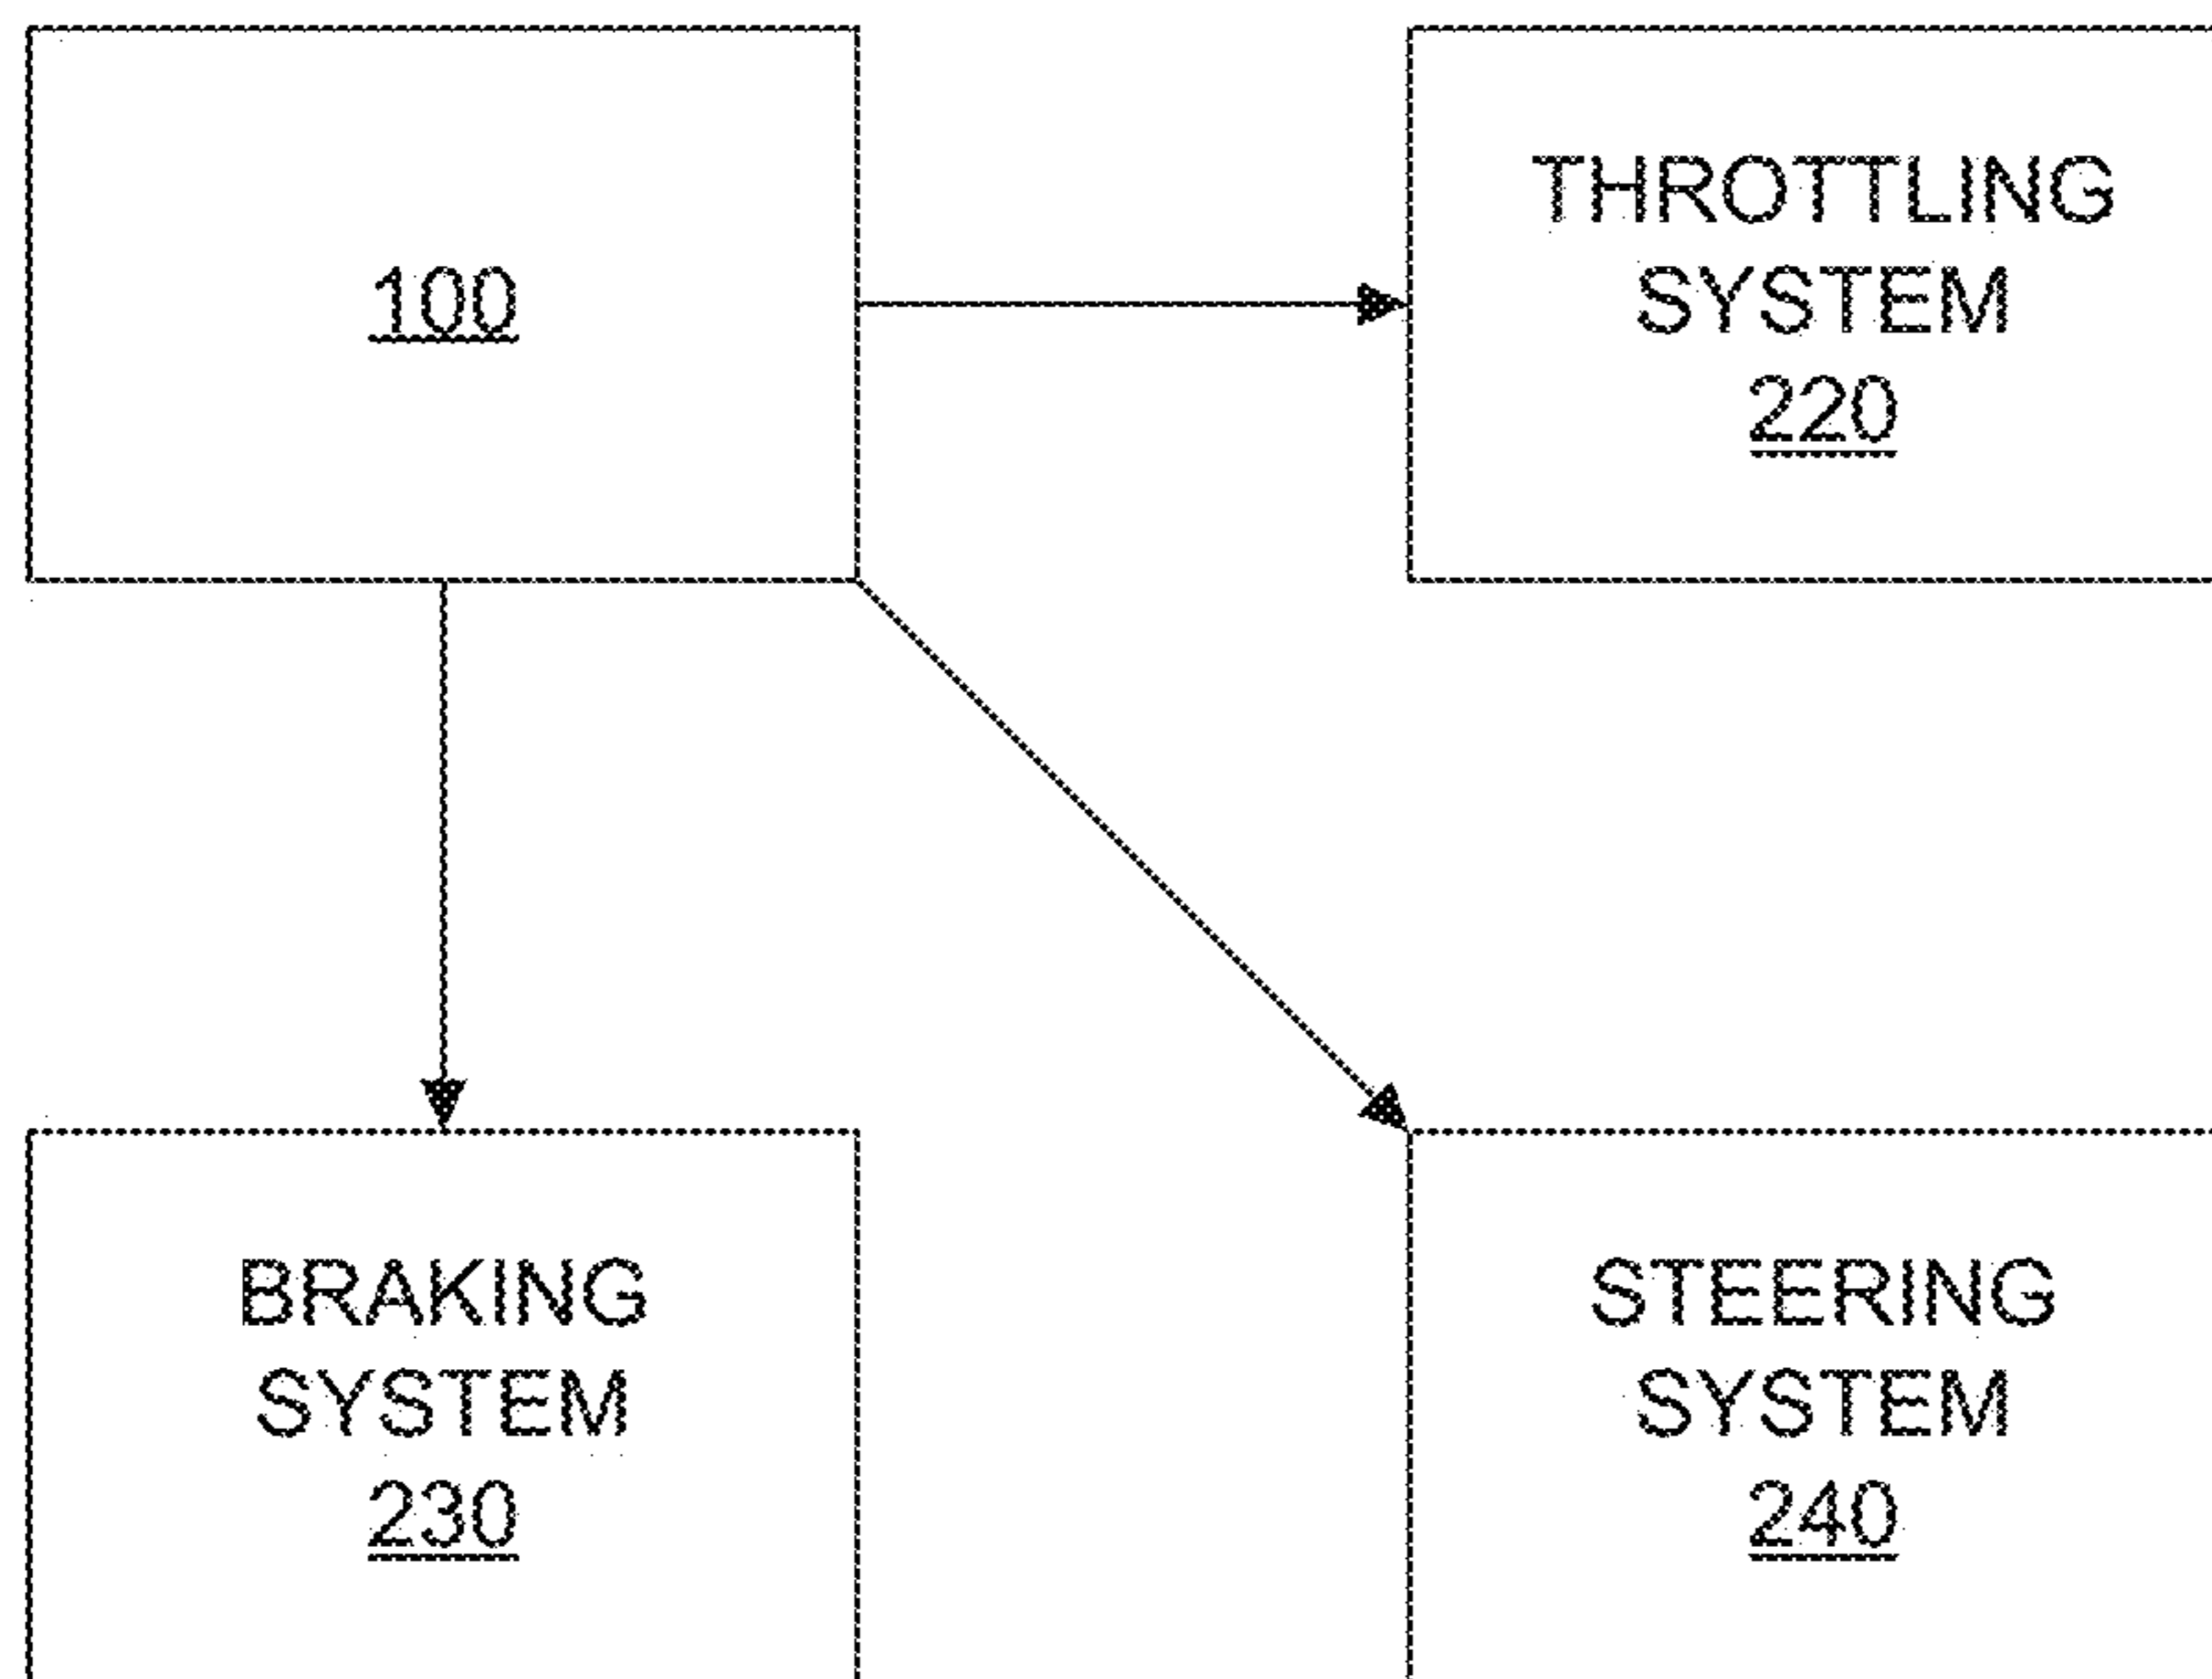 100
THROTTLING
SYSTEM
220
BRAKING
SYSTEM
230
STEERING
SYSTEM
240